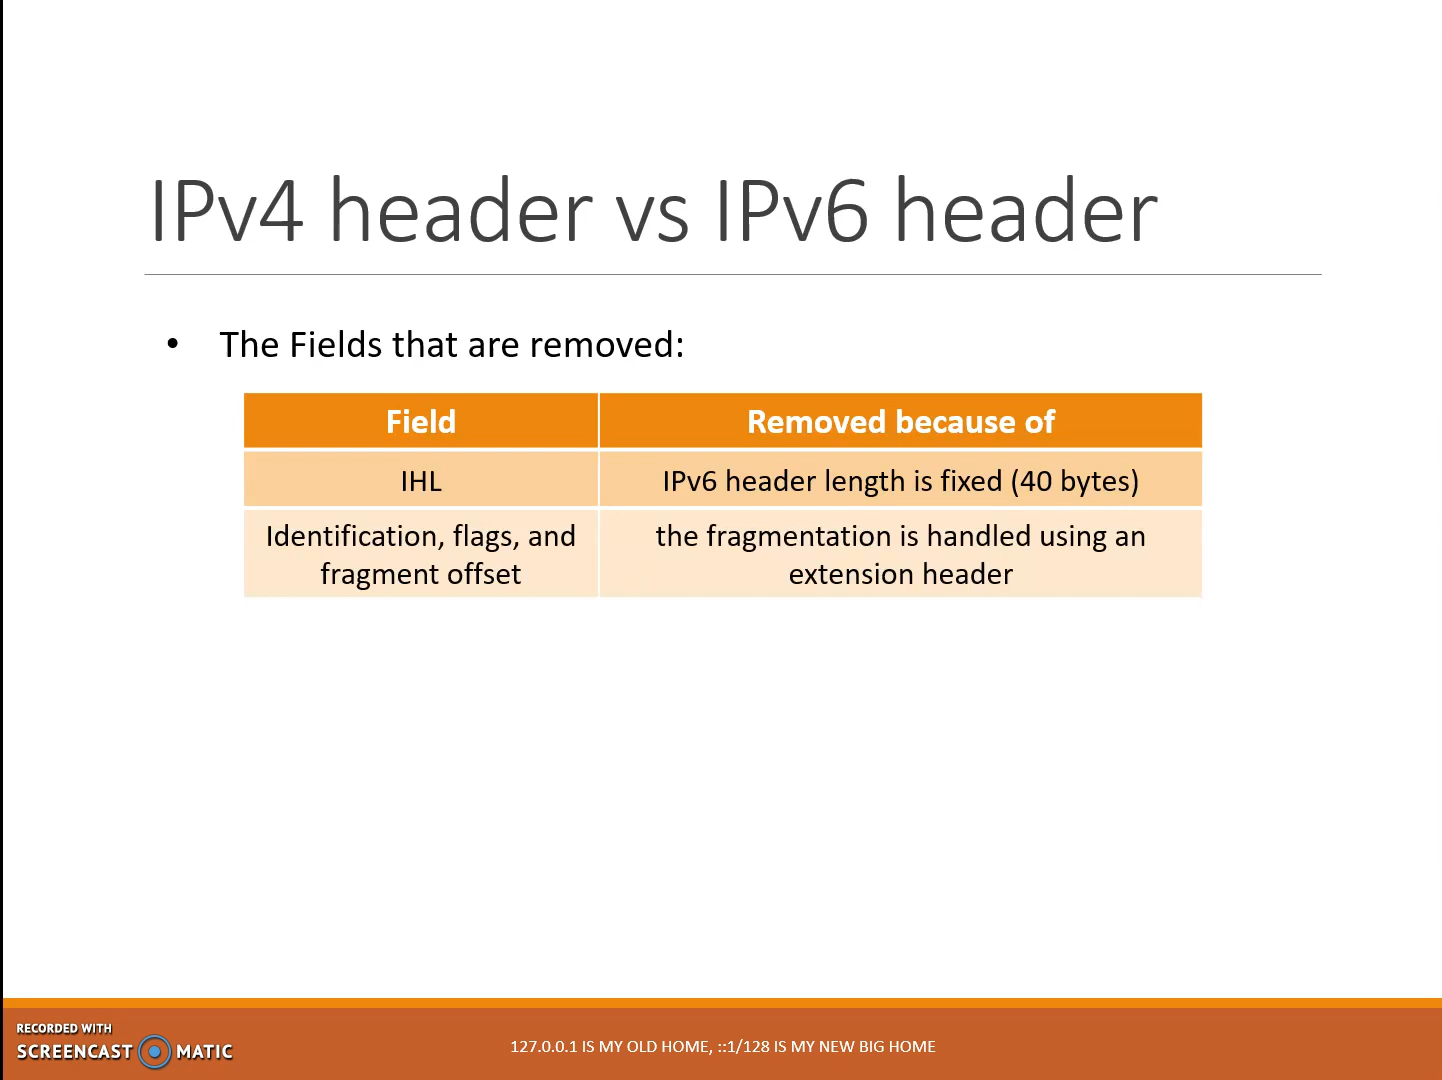 IPv4 header vs IPv6 header
• The Fields that are removed:
Field
Removed because of
IHL
IPv6 header length is fixed (40 bytes)
Identification, flags, and
fragment offset
the fragmentation is handled using an
extension header
RECORDED WITH
SCREENCAST MATIC
127.0.0.1 IS MY OLD HOME, ::1/128 IS MY NEW BIG HOME